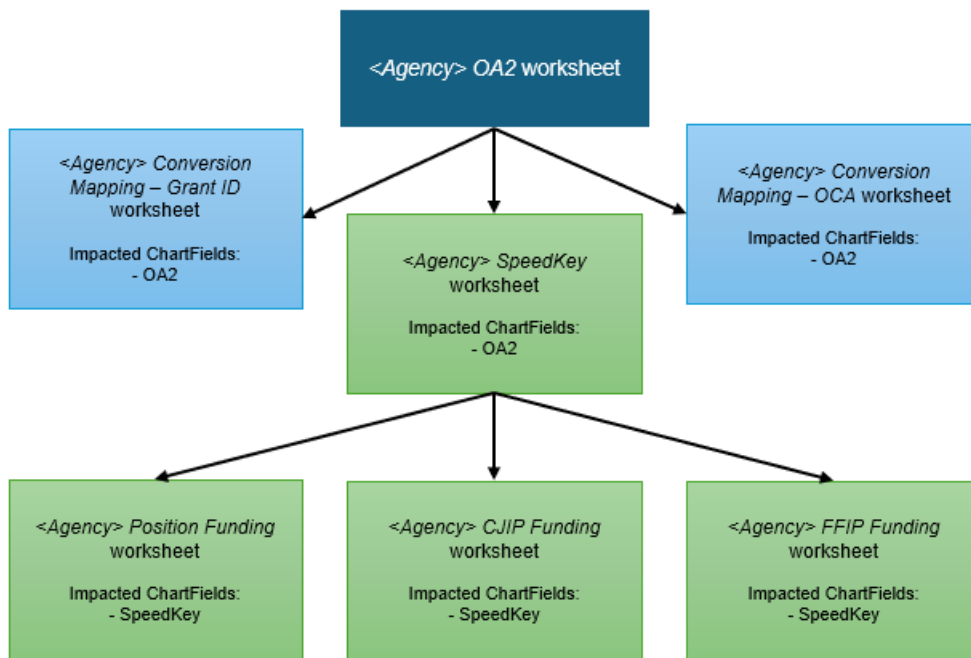 <Agency> OA2 worksheet
<Agency> Conversion
Mapping – Grant ID
worksheet
Impacted ChartFields:
- OA2
<Agency> SpeedKey
worksheet
Impacted ChartFields:
- OA2
<Agency> Conversion
Mapping – OCA worksheet
Impacted ChartFields:
- OA2
<Agency> Position Funding
worksheet
Impacted ChartFields:
- SpeedKey
<Agency> CJIP Funding
worksheet
Impacted ChartFields:
- SpeedKey
<Agency> FFIP Funding
worksheet
Impacted ChartFields:
- SpeedKey